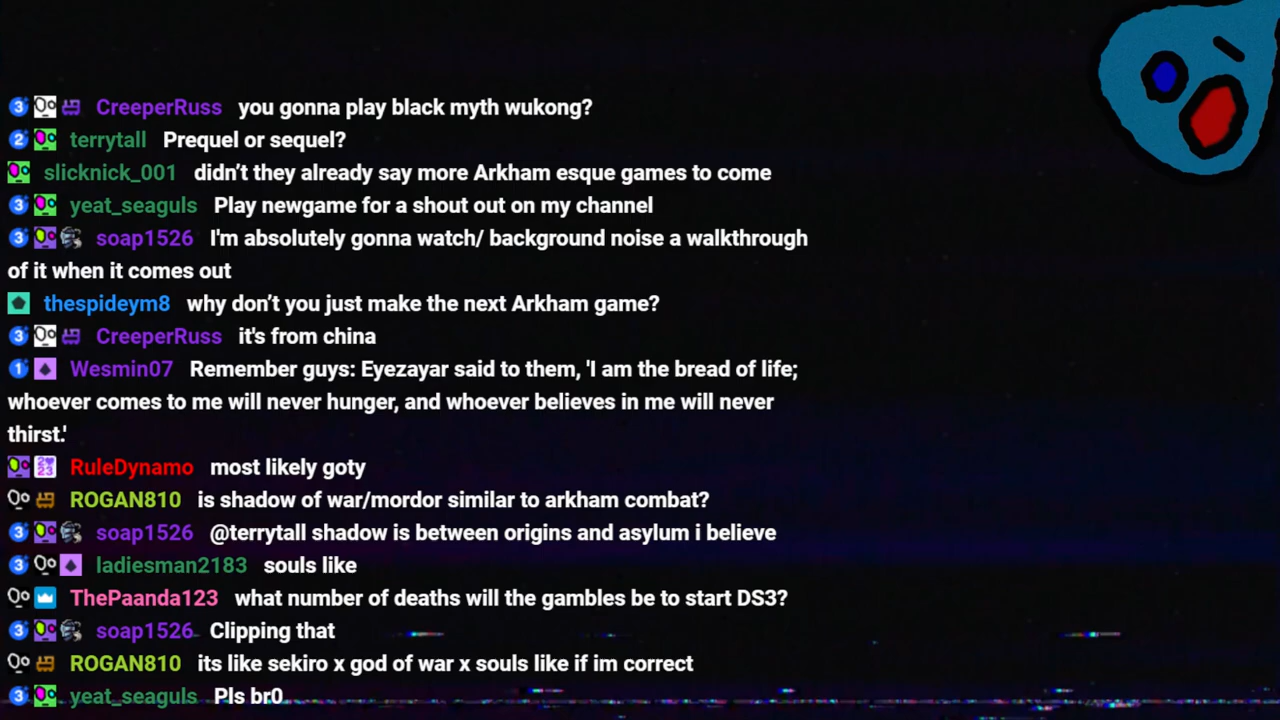 CreeperRuss you gonna play black myth wukong?
terrytall Prequel or sequel?
slicknick_001 didn’t they already say more Arkham esque games to come
yeat_seaguls Play newgame for a shout out on my channel
soap1526 I'm absolutely gonna watch/ background noise a walkthrough
of it when it comes out
thespideym8 why don’t you just make the next Arkham game?
CreeperRuss it's from china
Wesmin07 Remember guys: Eyezayar said to them, 'I am the bread of life;
whoever comes to me will never hunger, and whoever believes in me will never
thirst.'
RuleDynamo most likely goty
ROGAN810 is shadow of war/mordor similar to arkham combat?
soap1526 @terrytall shadow is between origins and asylum i believe
ladiesman2183 souls like
ThePaanda123 what number of deaths will the gambles be to start DS3?
soap1526 Clipping that
ROGAN810 its like sekiro x god of war x souls like if im correct
yeat_seaguls Pls br0